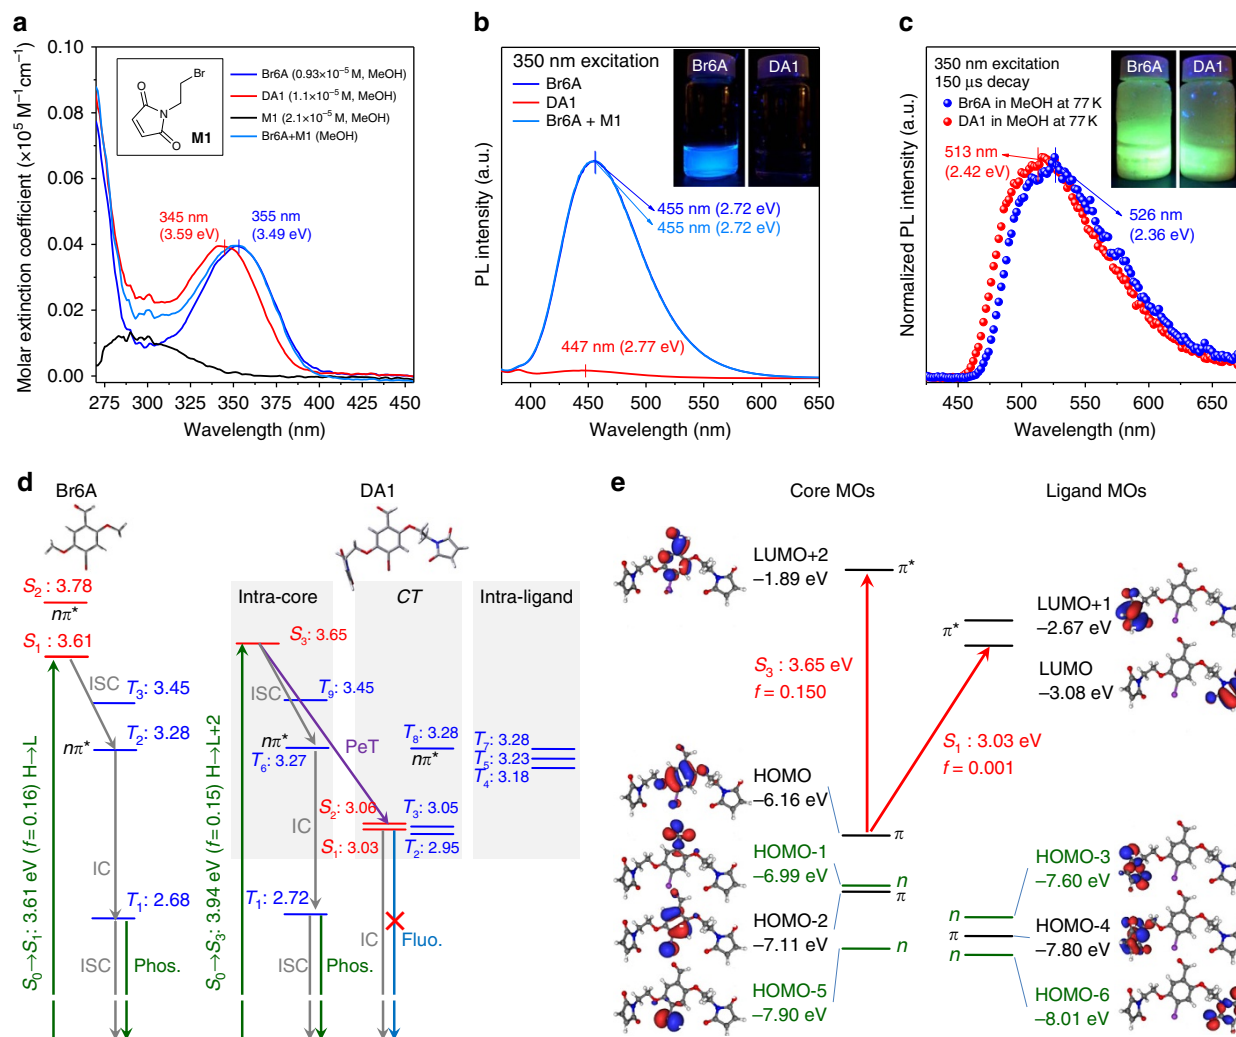 a
0.10
0.08
0.06
0.04
0.02
0.00
Molar extinction coefficient (×10⁵ M⁻¹ cm⁻¹)
275 300 325 350 375 400 425 450
Wavelength (nm)
Br
O
N
O
M1
Br6A (0.93×10⁻⁵ M, MeOH)
DA1 (1.1×10⁻⁵ M, MeOH)
M1 (2.1×10⁻⁵ M, MeOH)
Br6A+M1 (MeOH)
345 nm
(3.59 eV)
355 nm
(3.49 eV)
b
350 nm excitation
Br6A
DA1
Br6A + M1
Br6A
DA1
455 nm (2.72 eV)
455 nm (2.72 eV)
447 nm (2.77 eV)
PL intensity (a.u.)
400 450 500 550 600 650
Wavelength (nm)
c
350 nm excitation
150 µs decay
Br6A in MeOH at 77 K
DA1 in MeOH at 77 K
Br6A
DA1
513 nm
(2.42 eV)
526 nm
(2.36 eV)
Normalized PL intensity (a.u.)
450 500 550 600 650
Wavelength (nm)
d
Br6A
DA1
S₂ : 3.78
nπ*
S₁ : 3.61
ISC
T₃: 3.45
T₂: 3.28
nπ*
IC
T₁: 2.68
ISC
Phos.
S₀→S₁: 3.61 eV (f = 0.16) H→L
Intra-core
CT
Intra-ligand
S₃: 3.65
ISC
T₉: 3.45
nπ*
T₆: 3.27
PeT
T₈: 3.28
nπ*
T₇: 3.28
T₅: 3.23
T₄: 3.18
S₂: 3.06
S₁: 3.03
T₃: 3.05
T₂: 2.95
IC
T₁: 2.72
ISC
Phos.
IC
Fluo.
S₀→S₃: 3.94 eV (f = 0.15) H→L+2
e
Core MOs
Ligand MOs
LUMO+2
−1.89 eV
π*
LUMO+1
−2.67 eV
π*
LUMO
−3.08 eV
S₃ : 3.65 eV
f = 0.150
S₁ : 3.03 eV
f = 0.001
HOMO
−6.16 eV
π
HOMO-1
−6.99 eV
n
π
HOMO-2
−7.11 eV
n
HOMO-5
−7.90 eV
HOMO-3
−7.60 eV
n
π
HOMO-4
−7.80 eV
n
HOMO-6
−8.01 eV